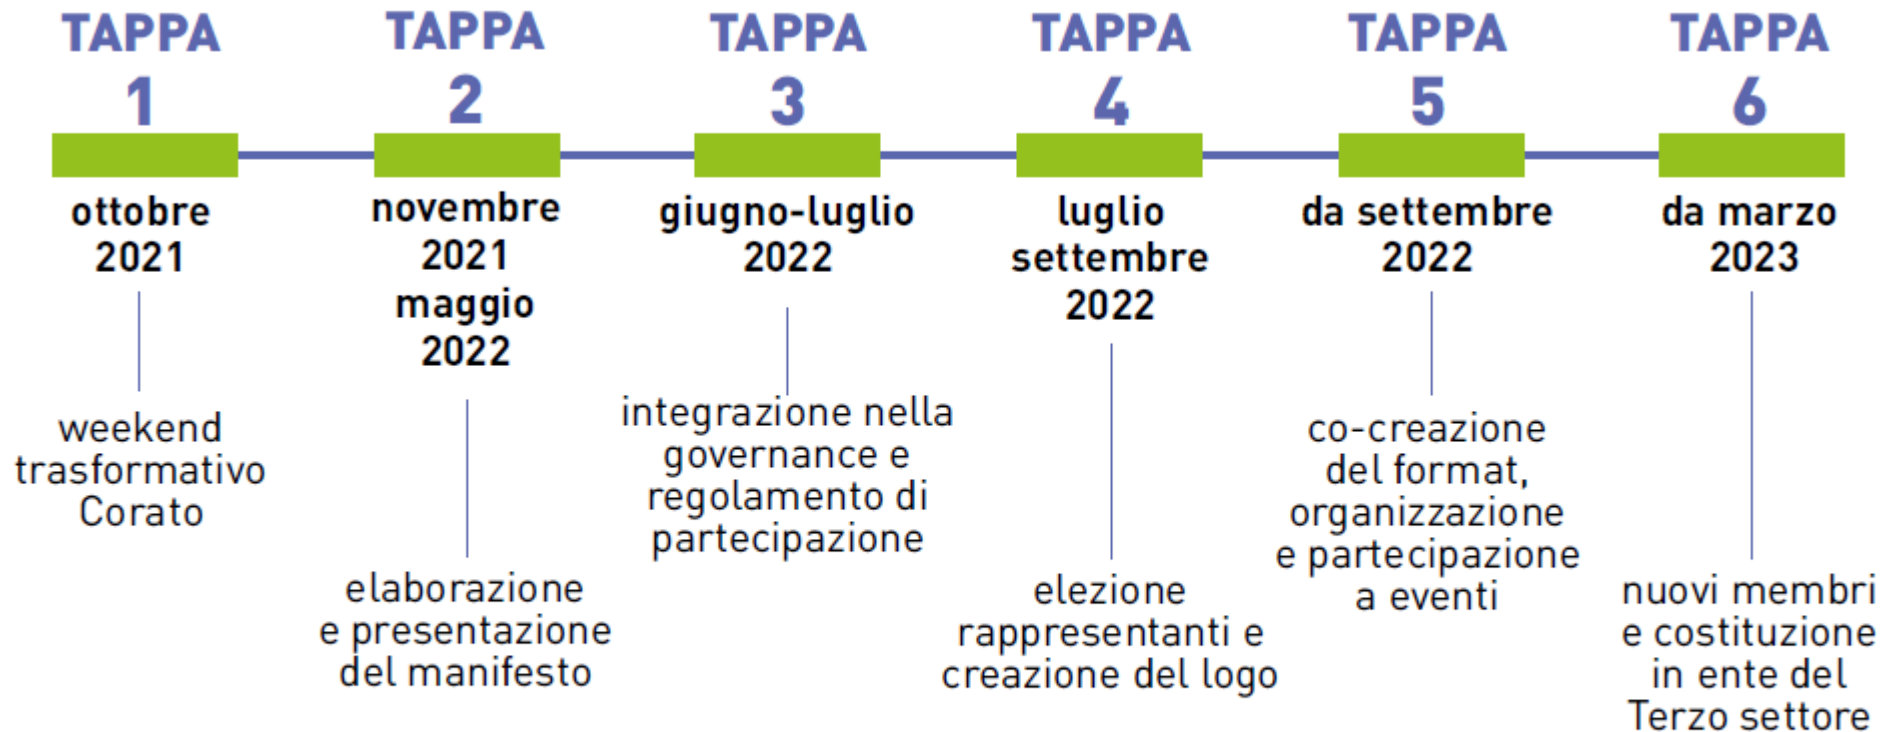 TAPPA
1
ottobre
2021
weekend
trasformativo
Corato
TAPPA
2
novembre
2021
maggio
2022
elaborazione
e presentazione
del manifesto
TAPPA
3
giugno-luglio
2022
integrazione nella
governance e
regolamento di
partecipazione
TAPPA
4
luglio
settembre
2022
elezione
rappresentanti e
creazione del logo
TAPPA
5
da settembre
2022
co-creazione
del format,
organizzazione
e partecipazione
a eventi
TAPPA
6
da marzo
2023
nuovi membri
e costituzione
in ente del
Terzo settore